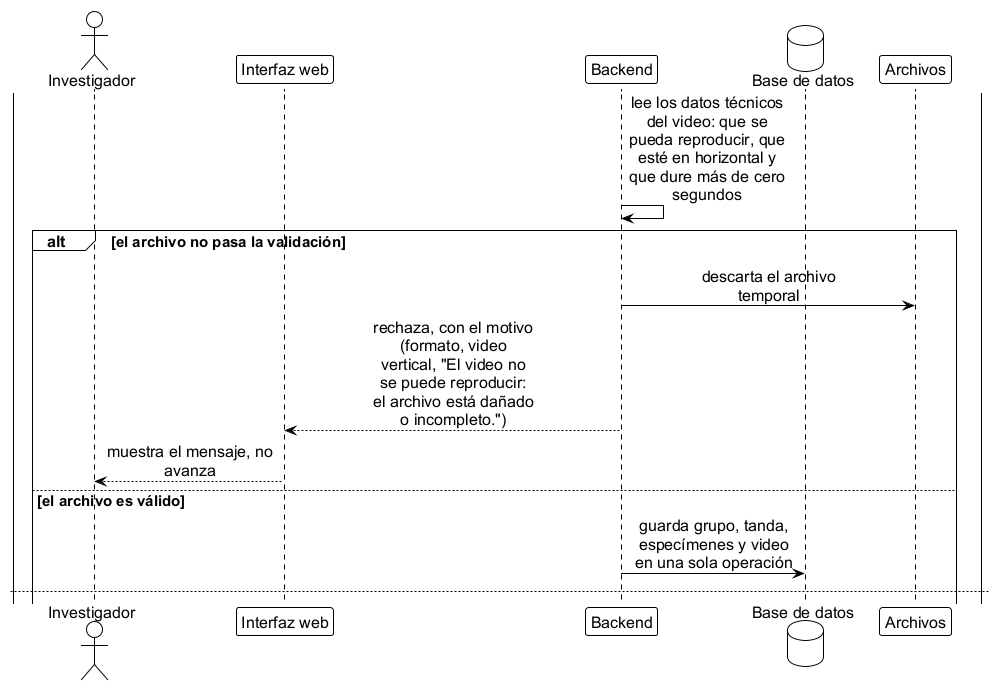 Investigador
Interfaz web
Backend
Base de datos
Archivos
lee los datos técnicos
del video: que se
pueda reproducir, que
esté en horizontal y
que dure más de cero
segundos
alt
[el archivo no pasa la validación]
descarta el archivo
temporal
rechaza, con el motivo
(formato, video
vertical, "El video no
se puede reproducir:
el archivo está dañado
o incompleto.")
muestra el mensaje, no
avanza
[el archivo es válido]
guarda grupo, tanda,
especímenes y video
en una sola operación
Investigador
Interfaz web
Backend
Base de datos
Archivos